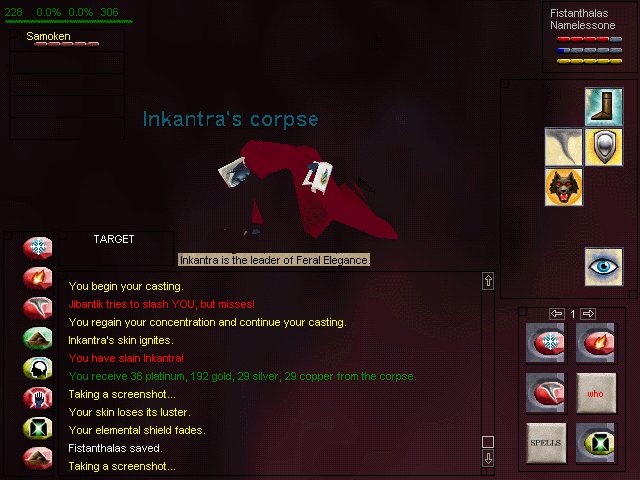 228 0.0% 0.0% 306
Samoken
Fistanthalas
Namelessone
Inkantra's corpse
TARGET
Inkantra is the leader of Feral Elegance.
You begin your casting.
Jibantik tries to slash YOU, but misses!
You regain your concentration and continue your casting.
Inkantra's skin ignites.
You have slain Inkantra!
You receive 36 platinum, 192 gold, 29 silver, 29 copper from the corpse.
Taking a screenshot...
Your skin loses its luster.
Your elemental shield fades.
Fistanthalas saved.
Taking a screenshot...
1
who
SPELLS